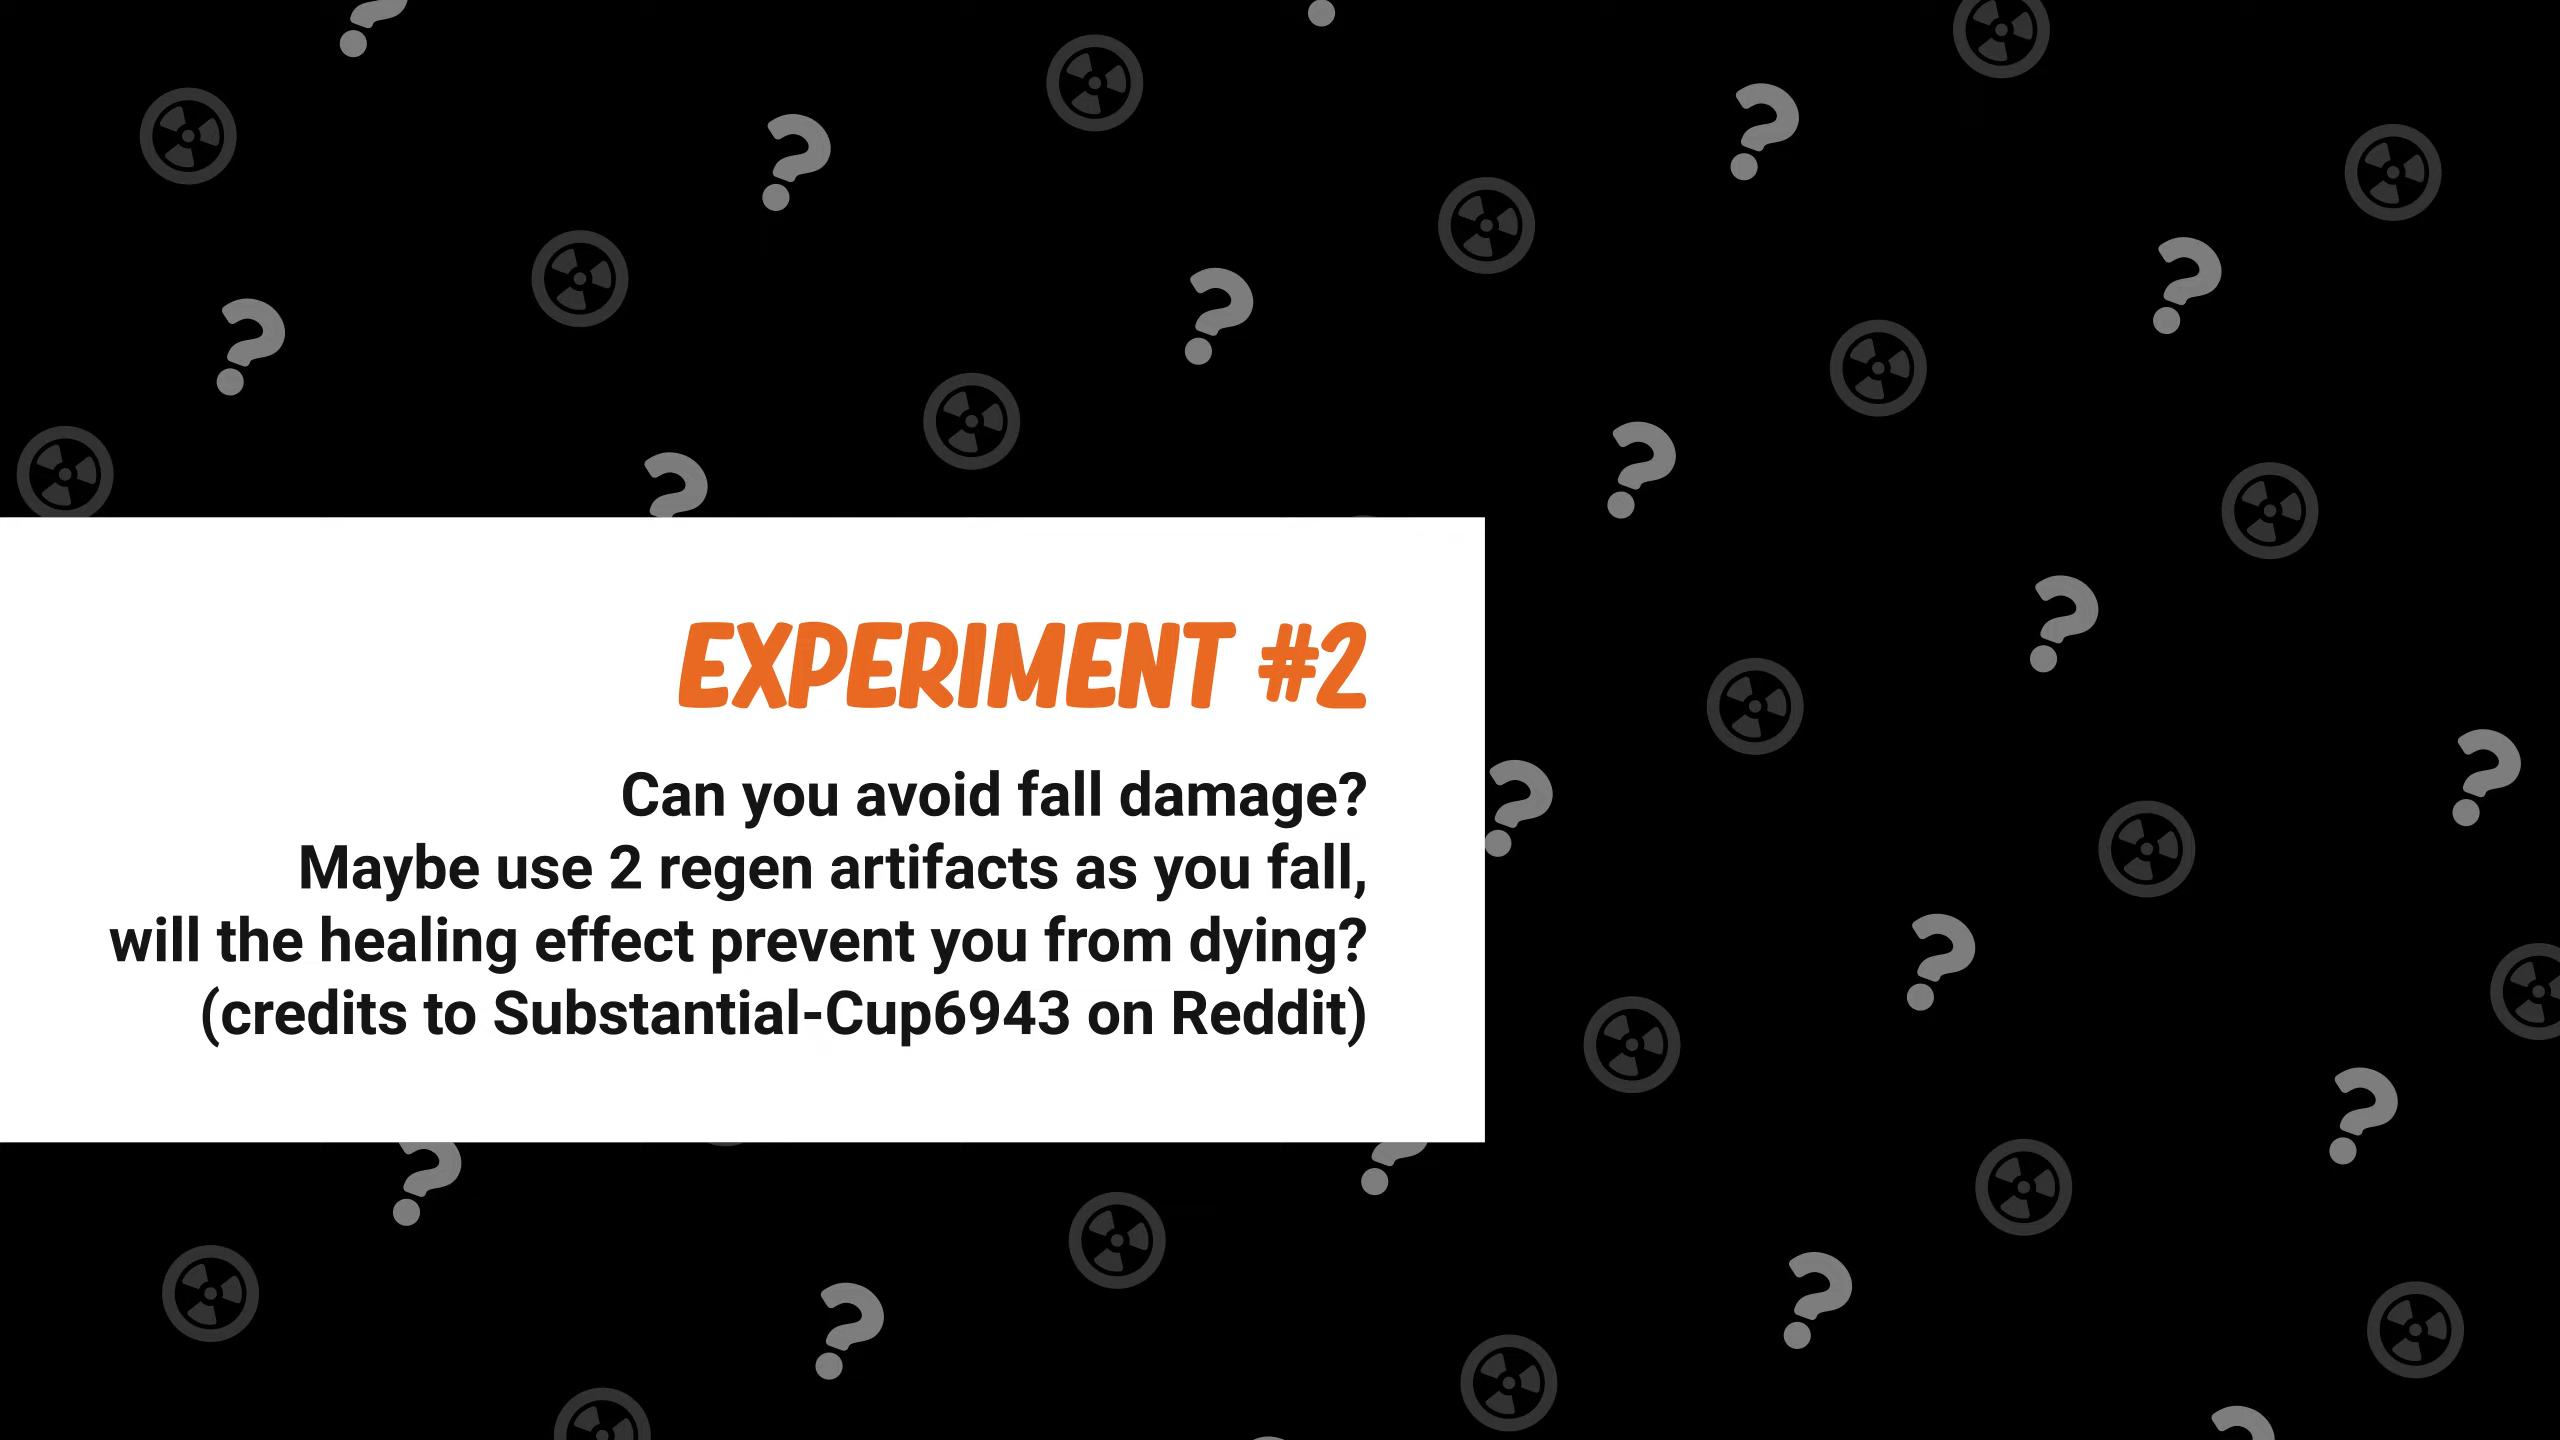 EXPERIMENT #2
Can you avoid fall damage?
Maybe use 2 regen artifacts as you fall,
will the healing effect prevent you from dying?
(credits to Substantial-Cup6943 on Reddit)